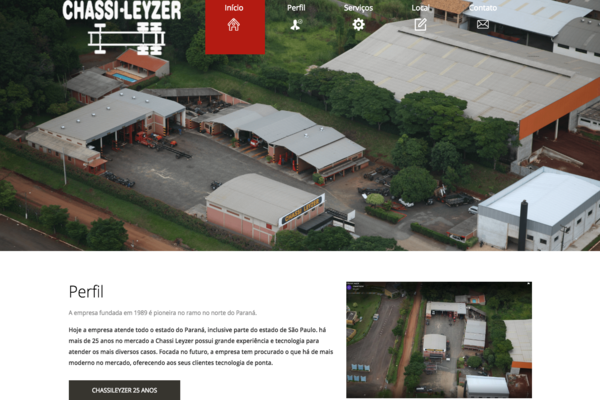 CHASSI-LEYZER
Início
Perfil
Serviços
Local
Contato
CHASSI LEYZER
Perfil
A empresa fundada em 1989 é pioneira no ramo no norte do Paraná.
Hoje a empresa atende todo o estado do Paraná, inclusive parte do estado de São Paulo. há
mais de 25 anos no mercado a Chassi Leyzer possui grande experiência e tecnologia para
atender os mais diversos casos. Focada no futuro, a empresa tem procurado o que há de mais
moderno no mercado, oferecendo aos seus clientes tecnologia de ponta.
CHASSILEYZER 25 ANOS